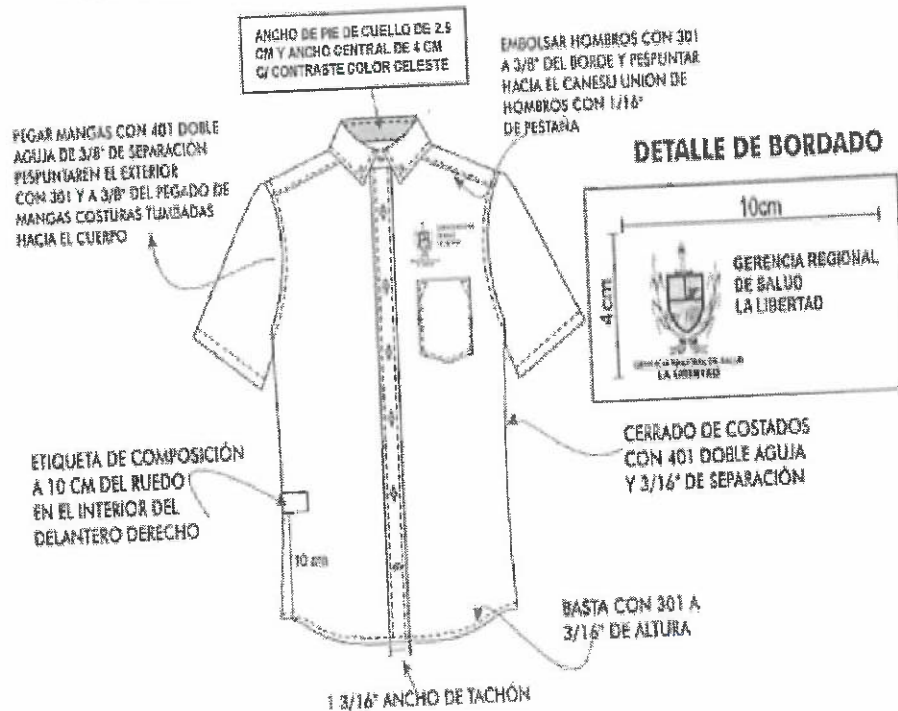 ANCHO DE PIE DE CUELLO DE 2.5
CM Y ANCHO CENTRAL DE 4 CM
C/ CONTRASTE COLOR CELESTE
EMBOLSAR HOMBROS CON 301
A 3/8" DEL BORDE Y PESPUNTAR
HACIA EL CANESU UNION DE
HOMBROS CON 1/16"
DE PESTAÑA
PEGAR MANGAS CON 401 DOBLE
AGUJA DE 3/8" DE SEPARACION
PESPUNTAREN EL EXTERIOR
CON 301 Y A 3/8" DEL PEGADO DE
MANGAS COSTURAS TUMBADAS
HACIA EL CUERPO
DETALLE DE BORDADO
10cm
4 cm
GERENCIA REGIONAL
DE SALUD
LA LIBERTAD
LA LIBERTAD
CERRADO DE COSTADOS
CON 401 DOBLE AGUJA
Y 3/16" DE SEPARACIÓN
ETIQUETA DE COMPOSICIÓN
A 10 CM DEL RUEDO
EN EL INTERIOR DEL
DELANTERO DERECHO
10 cm
BASTA CON 301 A
3/16" DE ALTURA
1 3/16" ANCHO DE TACHÓN